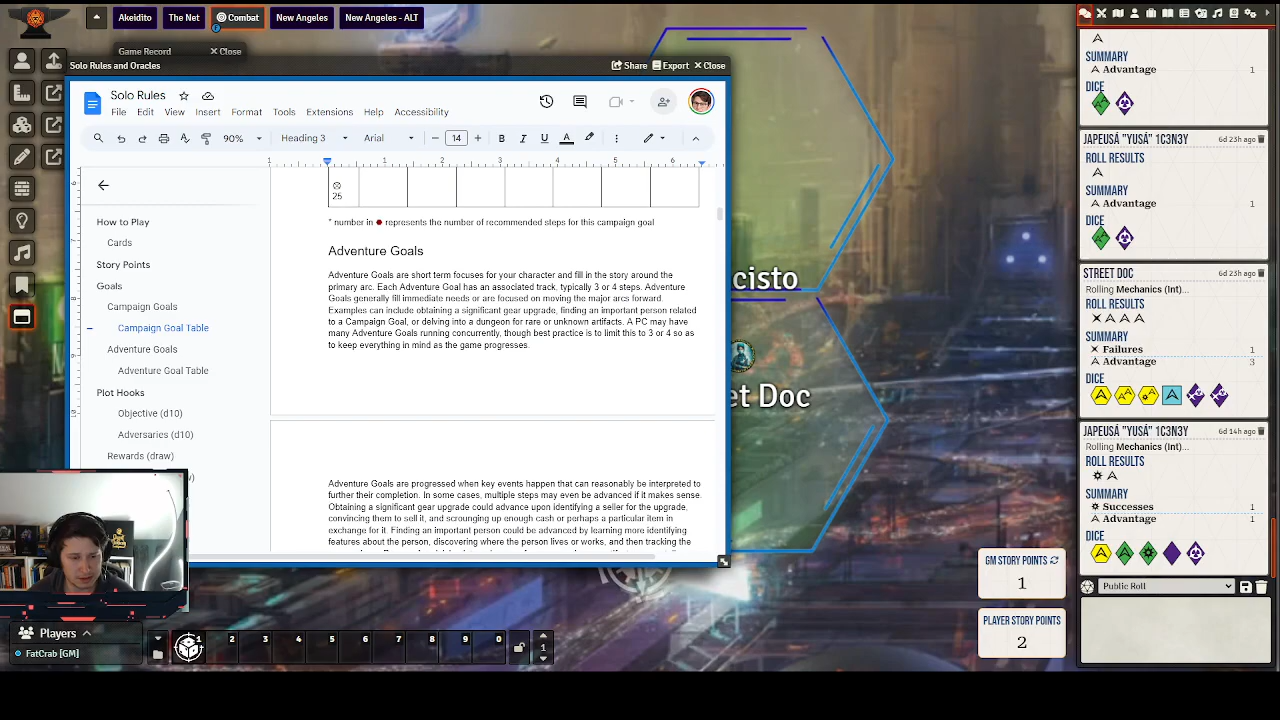 Akeidito
The Net
Combat
New Angeles
New Angeles - ALT
Game Record
Close
Solo Rules and Oracles
Share
Export
Close
Solo Rules
File Edit View Insert Format Tools Extensions Help Accessibility
90% Heading 3 Arial 14
1 1 2 3 4 5 6
How to Play
Cards
Story Points
Goals
Campaign Goals
Campaign Goal Table
Adventure Goals
Adventure Goal Table
Plot Hooks
Objective (d10)
Adversaries (d10)
Rewards (draw)
25
* number in represents the number of recommended steps for this campaign goal
Adventure Goals
Adventure Goals are short term focuses for your character and fill in the story around the
primary arc. Each Adventure Goal has an associated track, typically 3 or 4 steps. Adventure
Goals generally fill immediate needs or are focused on moving the major arcs forward.
Examples can include obtaining a significant gear upgrade, finding an important person related
to a Campaign Goal, or delving into a dungeon for rare or unknown artifacts. A PC may have
many Adventure Goals running concurrently, though best practice is to limit this to 3 or 4 so as
to keep everything in mind as the game progresses.
Adventure Goals are progressed when key events happen that can reasonably be interpreted to
further their completion. In some cases, multiple steps may even be advanced if it makes sense.
Obtaining a significant gear upgrade could advance upon identifying a seller for the upgrade,
convincing them to sell it, and scrounging up enough cash or perhaps a particular item in
exchange for it. Finding an important person could be advanced by learning more identifying
features about the person, discovering where the person lives or works, and then tracking the
cisto
et Doc
GM STORY POINTS
1
PLAYER STORY POINTS
2
Players
FatCrab [GM]
1 2 3 4 5 6 7 8 9 0
1
SUMMARY
Advantage 1
DICE
JAPEUSÁ "YUSÁ" 1C3N3Y 6d 23h ago
ROLL RESULTS
SUMMARY
Advantage 1
DICE
STREET DOC 6d 23h ago
Rolling Mechanics (Int)...
ROLL RESULTS
SUMMARY
Failures 1
Advantage 3
DICE
JAPEUSÁ "YUSÁ" 1C3N3Y 6d 14h ago
Rolling Mechanics (Int)...
ROLL RESULTS
SUMMARY
Successes 1
Advantage 1
DICE
Public Roll